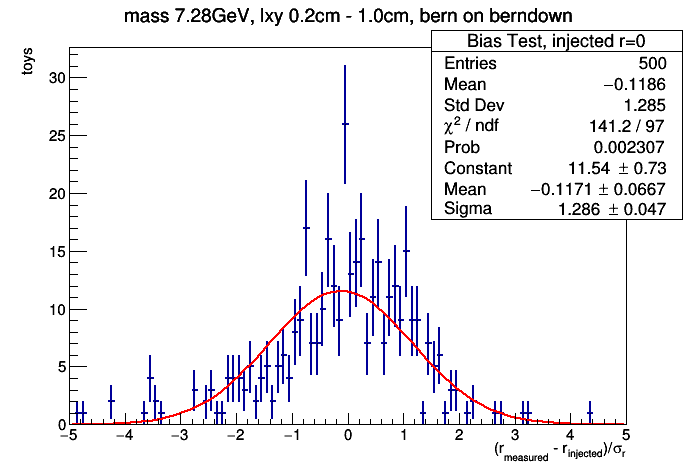 mass 7.28GeV, lxy 0.2cm - 1.0cm, bern on berndown
Bias Test, injected r=0
Entries 500
Mean −0.1186
Std Dev 1.285
χ² / ndf 141.2 / 97
Prob 0.002307
Constant 11.54 ± 0.73
Mean −0.1171 ± 0.0667
Sigma 1.286 ± 0.047
toys
30
25
20
15
10
5
0
−5 −4 −3 −2 −1 0 1 2 3 4 5
(r_measured - r_injected)/σ_r